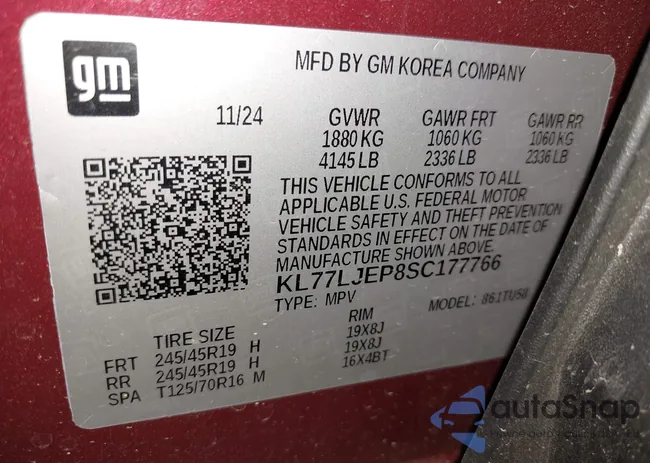 gm
MFD BY GM KOREA COMPANY
11/24 GVWR GAWR FRT GAWR RR
1880 KG 1060 KG 1060 KG
4145 LB 2336 LB 2336 LB
THIS VEHICLE CONFORMS TO ALL
APPLICABLE U.S. FEDERAL MOTOR
VEHICLE SAFETY AND THEFT PREVENTION
STANDARDS IN EFFECT ON THE DATE OF
MANUFACTURE SHOWN ABOVE.
KL77LJEP8SC177766
TYPE: MPV MODEL:
TIRE SIZE RIM
FRT 245/45R19 H 19X8J
RR 245/45R19 H 19X8J
SPA T125/70R16 M 16X4BT
autoSnap